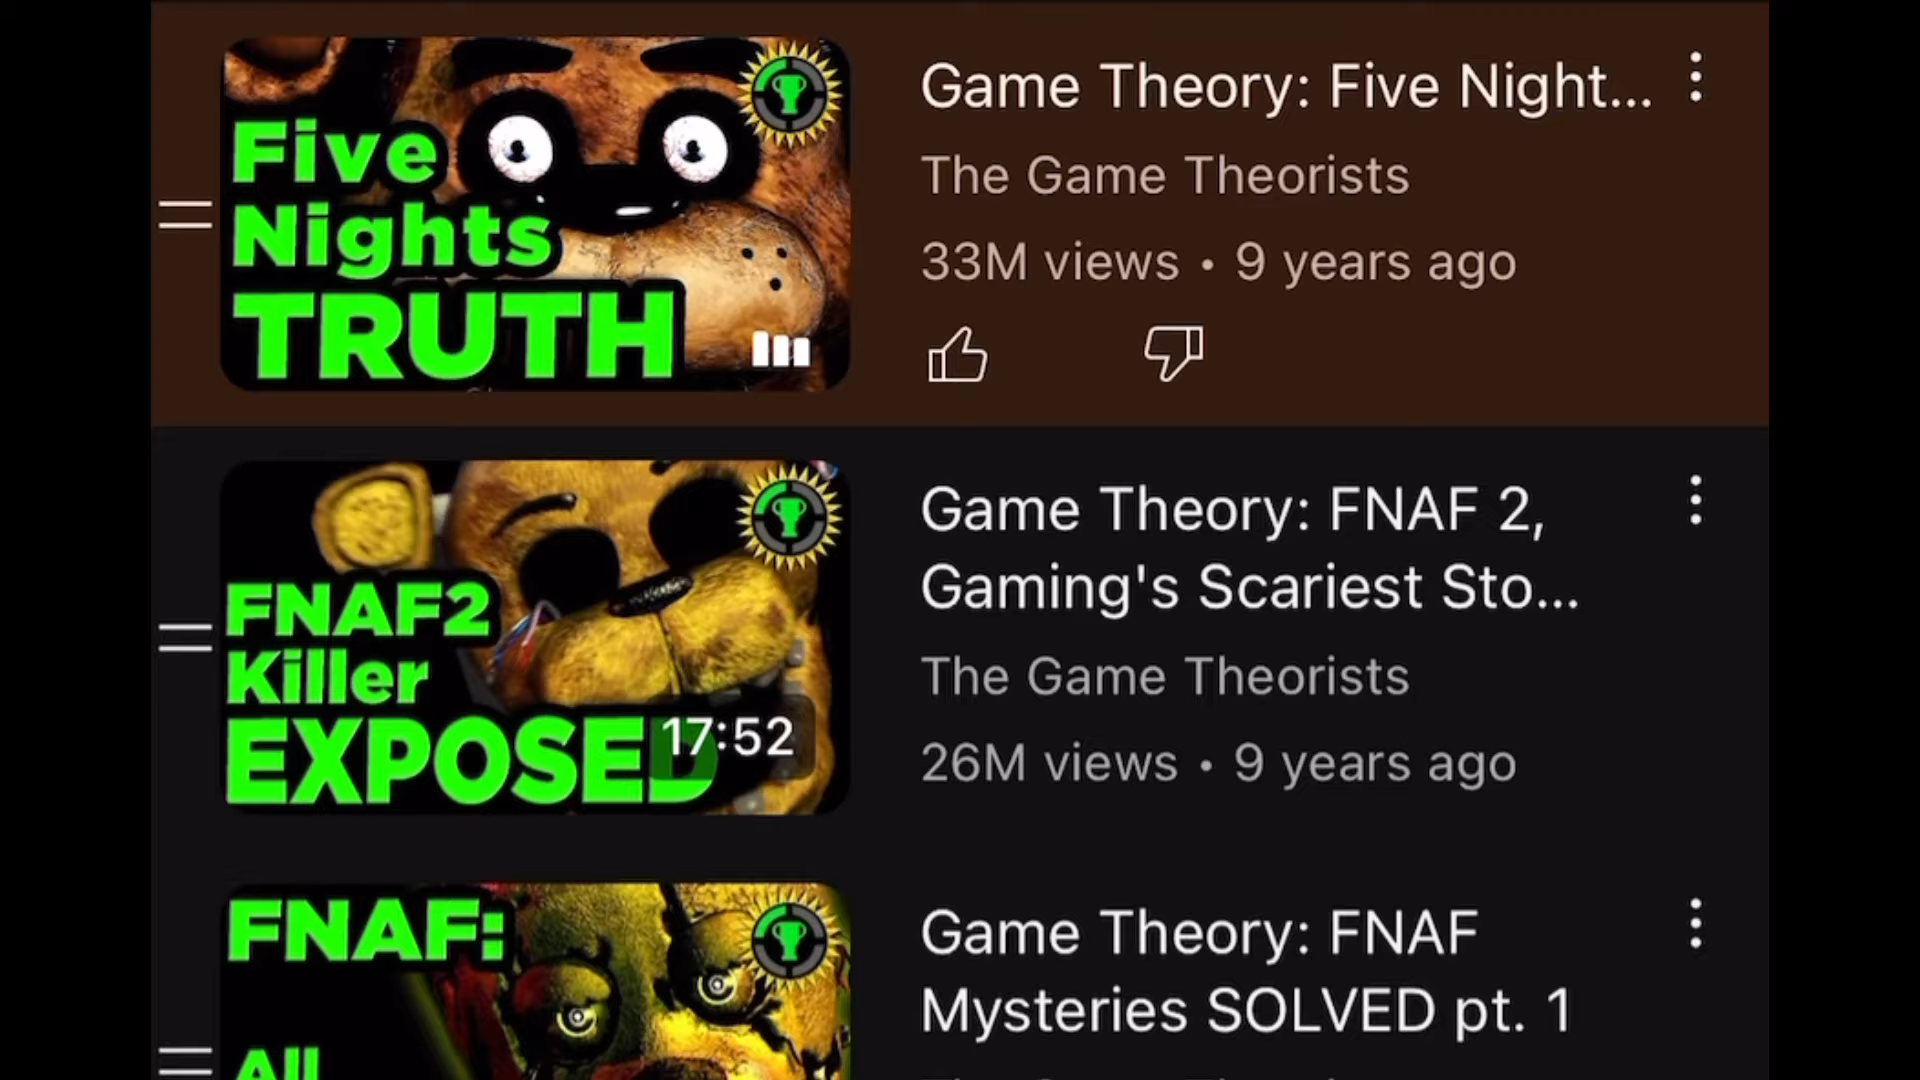 Five
Nights
TRUTH
Game Theory: Five Night...
The Game Theorists
33M views • 9 years ago
FNAF2
Killer
EXPOSED
17:52
Game Theory: FNAF 2,
Gaming's Scariest Sto...
The Game Theorists
26M views • 9 years ago
FNAF:
All
Game Theory: FNAF
Mysteries SOLVED pt. 1